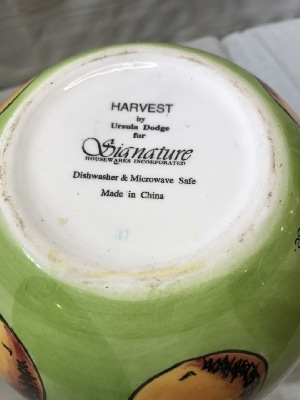 HARVEST
by
Ursula Dodge
for
Signature
HOUSEWARES INCORPORATED
Dishwasher & Microwave Safe
Made in China